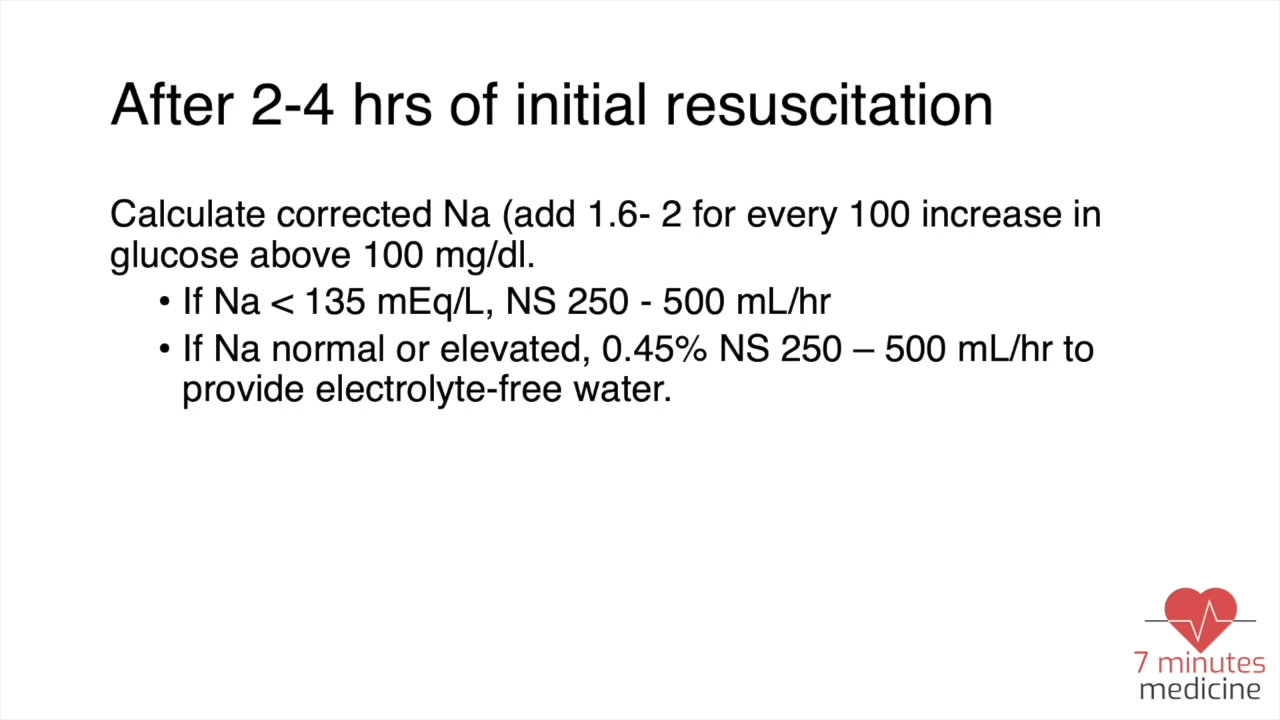 After 2-4 hrs of initial resuscitation
Calculate corrected Na (add 1.6- 2 for every 100 increase in
glucose above 100 mg/dl.
• If Na < 135 mEq/L, NS 250 - 500 mL/hr
• If Na normal or elevated, 0.45% NS 250 – 500 mL/hr to
provide electrolyte-free water.
7 minutes
medicine